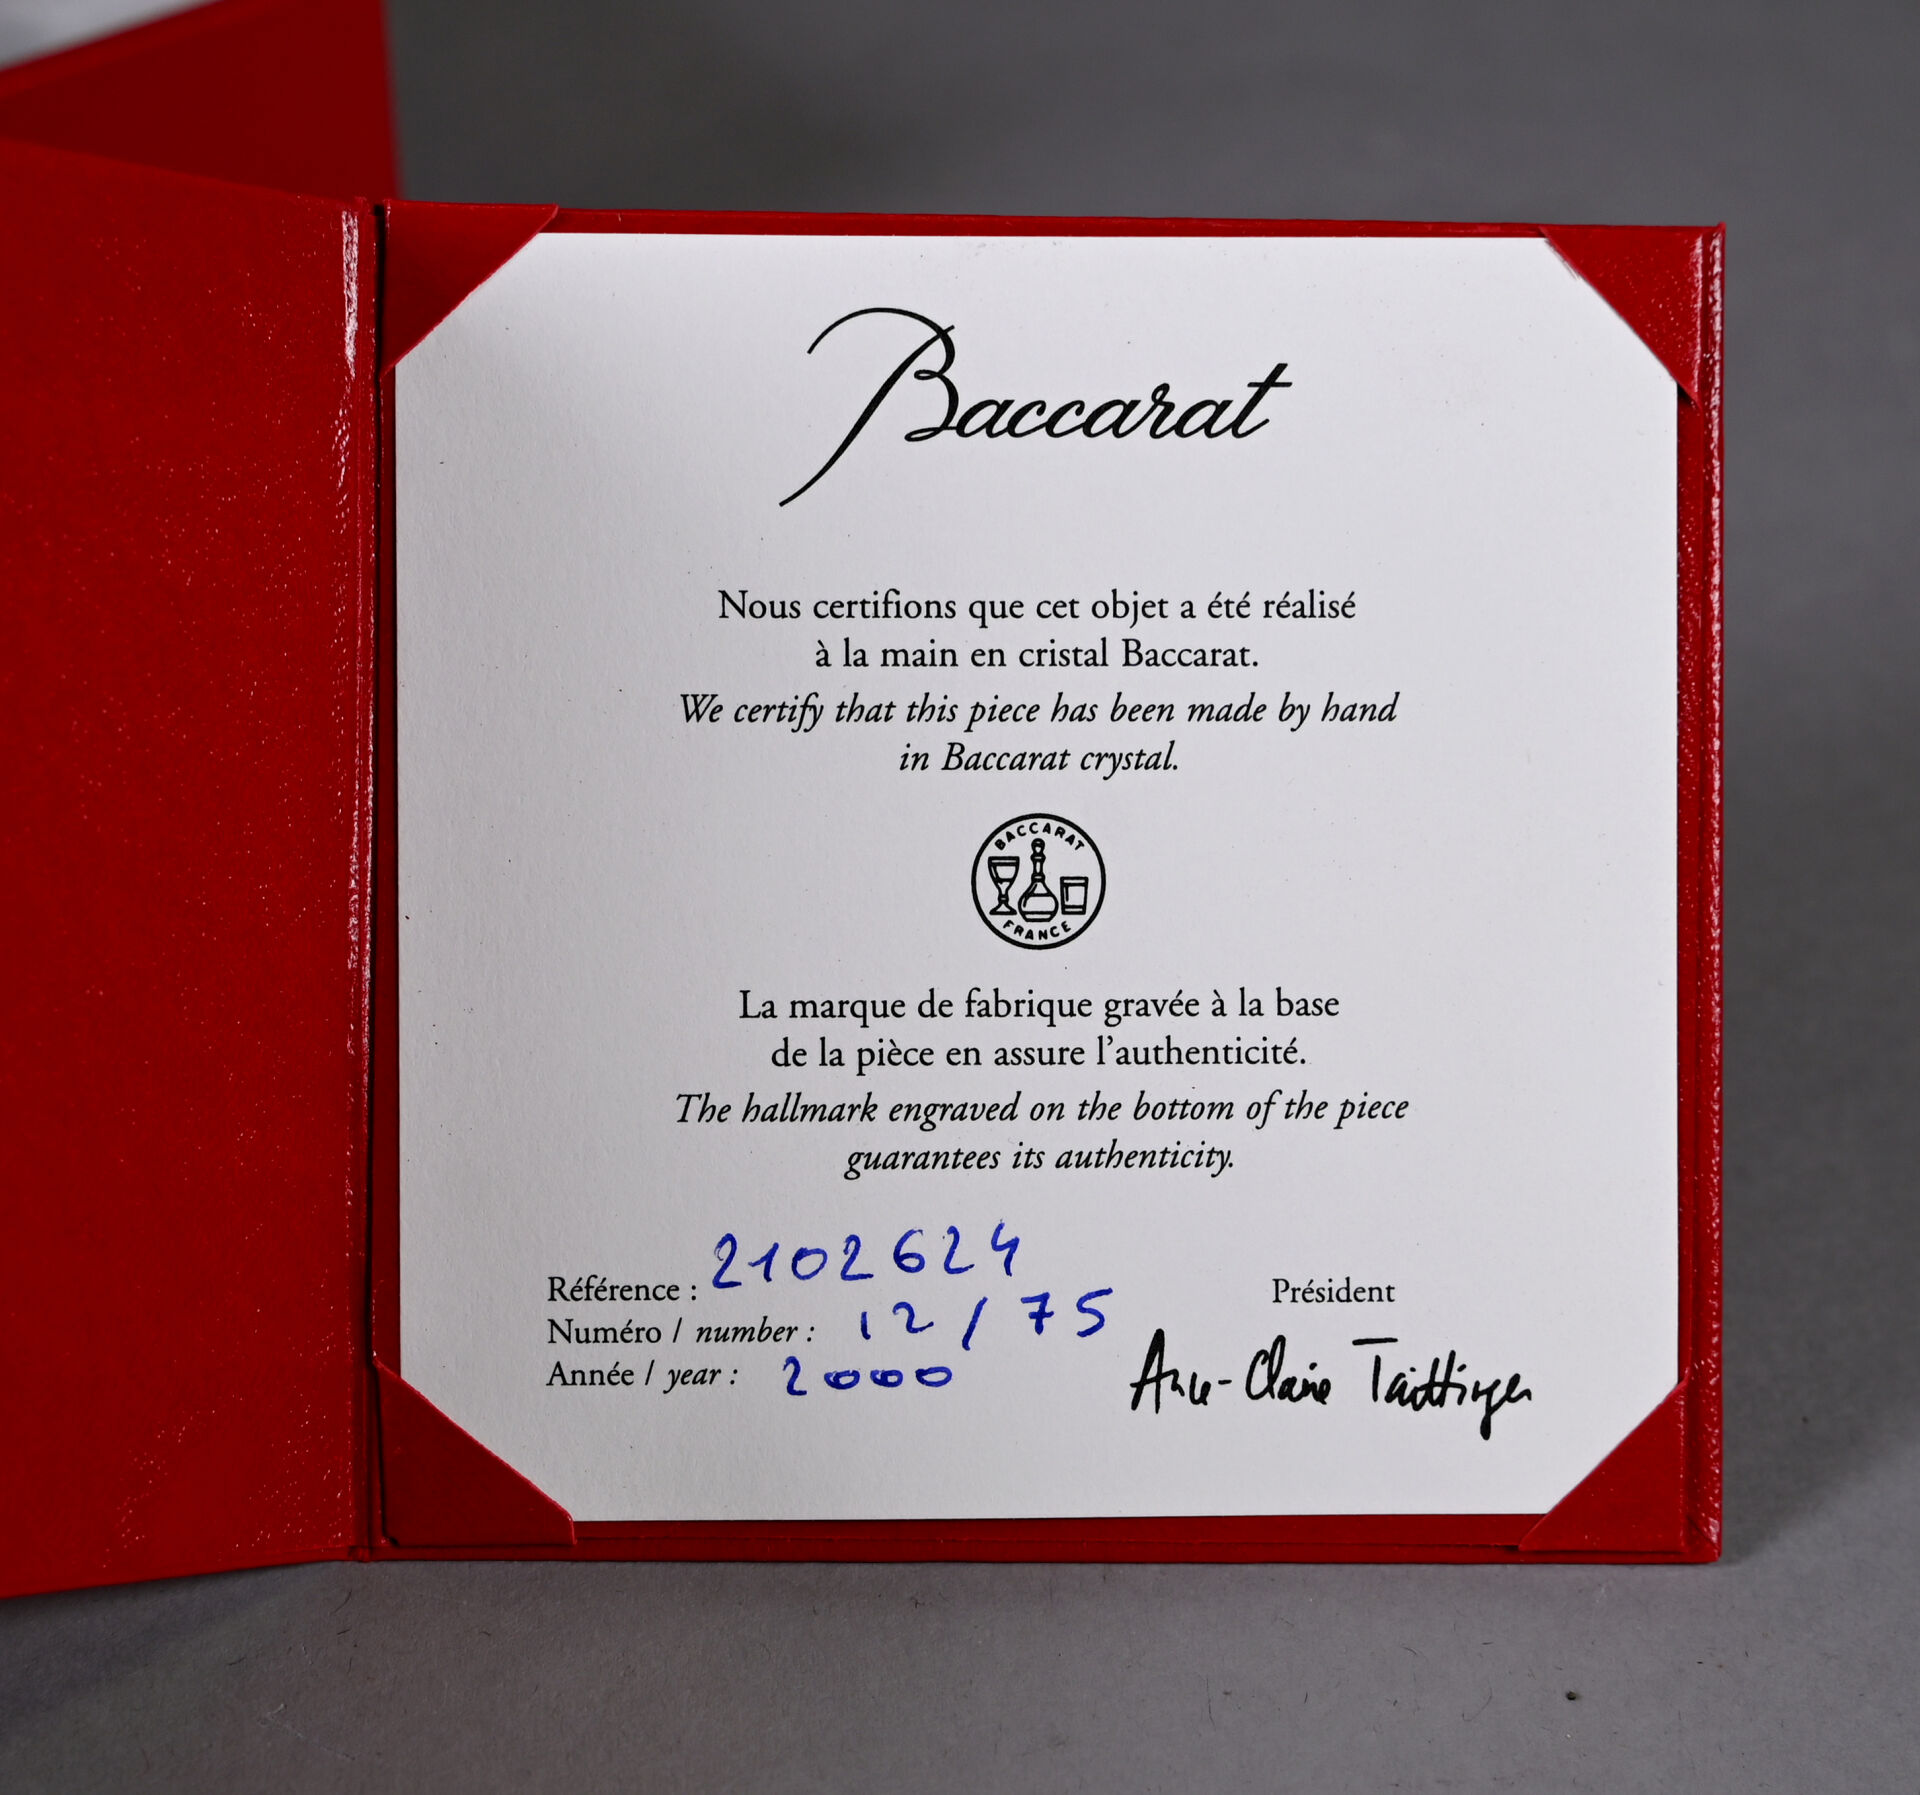 Baccarat
Nous certifions que cet objet a été réalisé
à la main en cristal Baccarat.
We certify that this piece has been made by hand
in Baccarat crystal.
BACCARAT
FRANCE
La marque de fabrique gravée à la base
de la pièce en assure l'authenticité.
The hallmark engraved on the bottom of the piece
guarantees its authenticity.
Référence : 2102624
Numéro / number : 12 / 75
Année / year : 2000
Président
Anne-Claire Taittinger